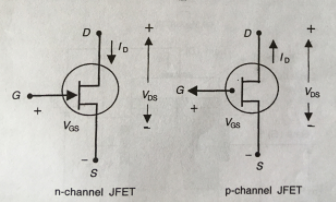 D
+
I_D
G
+
V_GS
V_DS
−
−
S
n-channel JFET
D
+
I_D
G
+
V_GS
V_DS
−
−
S
p-channel JFET